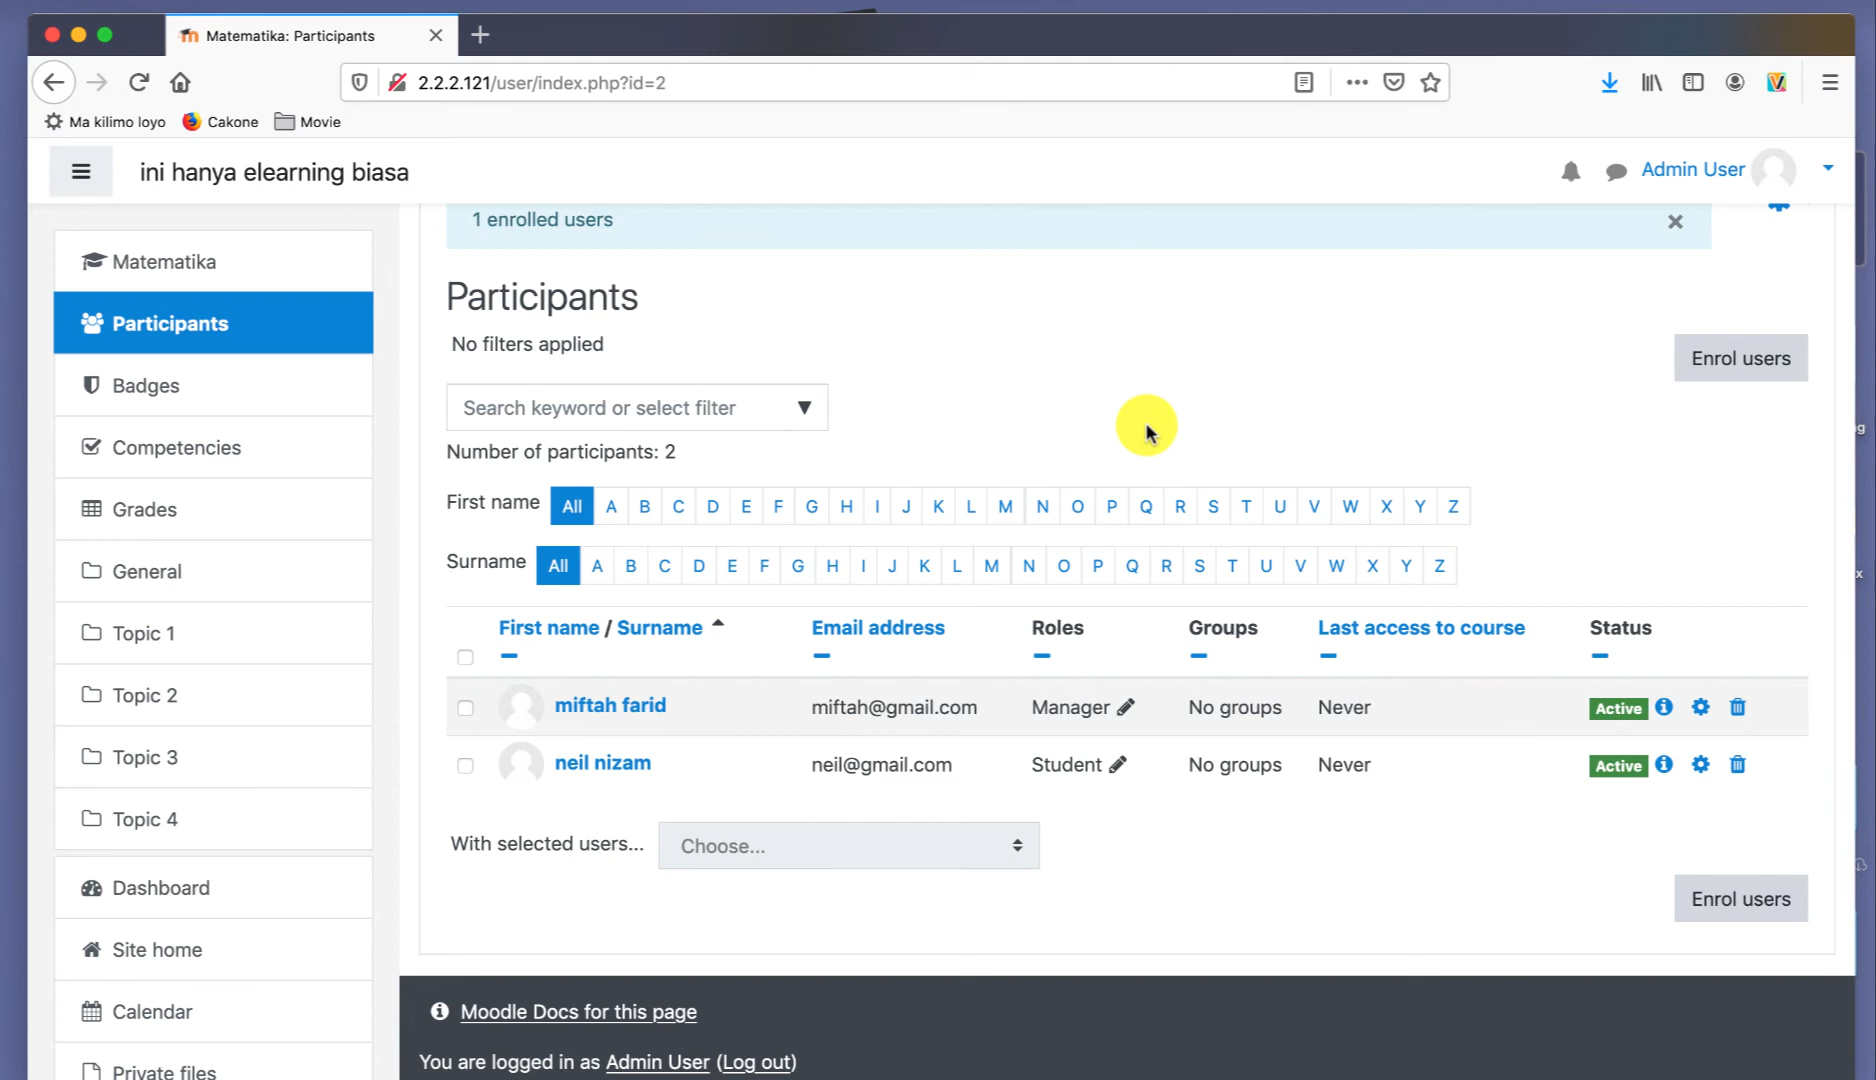 Matematika: Participants
2.2.2.121/user/index.php?id=2
Ma kilimo loyo Cakone Movie
ini hanya elearning biasa
Admin User
1 enrolled users
Matematika
Participants
Badges
Competencies
Grades
General
Topic 1
Topic 2
Topic 3
Topic 4
Dashboard
Site home
Calendar
Private files
Participants
No filters applied
Enrol users
Search keyword or select filter ▼
Number of participants: 2
First name All A B C D E F G H I J K L M N O P Q R S T U V W X Y Z
Surname All A B C D E F G H I J K L M N O P Q R S T U V W X Y Z
First name / Surname Email address Roles Groups Last access to course Status
miftah farid miftah@gmail.com Manager No groups Never Active
neil nizam neil@gmail.com Student No groups Never Active
With selected users... Choose...
Enrol users
Moodle Docs for this page
You are logged in as Admin User (Log out)